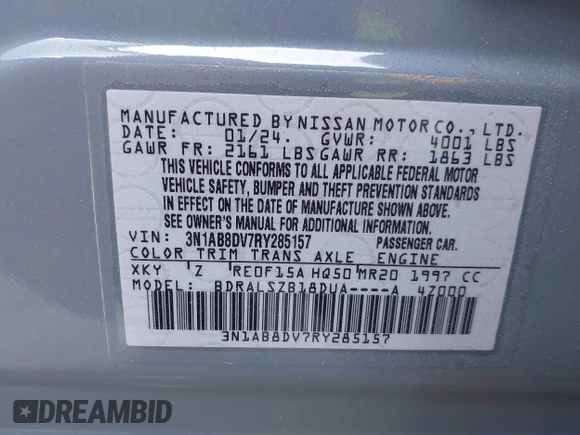 MANUFACTURED BY NISSAN MOTOR CO., LTD.
DATE: 01/24. GVWR: 4001 LBS
GAWR FR: 2161 LBS GAWR RR: 1863 LBS
THIS VEHICLE CONFORMS TO ALL APPLICABLE FEDERAL MOTOR
VEHICLE SAFETY, BUMPER AND THEFT PREVENTION STANDARDS
IN EFFECT ON THE DATE OF MANUFACTURE SHOWN ABOVE.
SEE OWNER'S MANUAL FOR ADDITIONAL INFORMATION.
VIN: 3N1AB8DV7RY285157 PASSENGER CAR.
COLOR TRIM TRANS AXLE ENGINE
XKY Z RE0F15A HQ50 MR20 1997 CC
MODEL: BDRALSZB18DUA----A 4Z000
3N1AB8DV7RY285157
DREAMBID